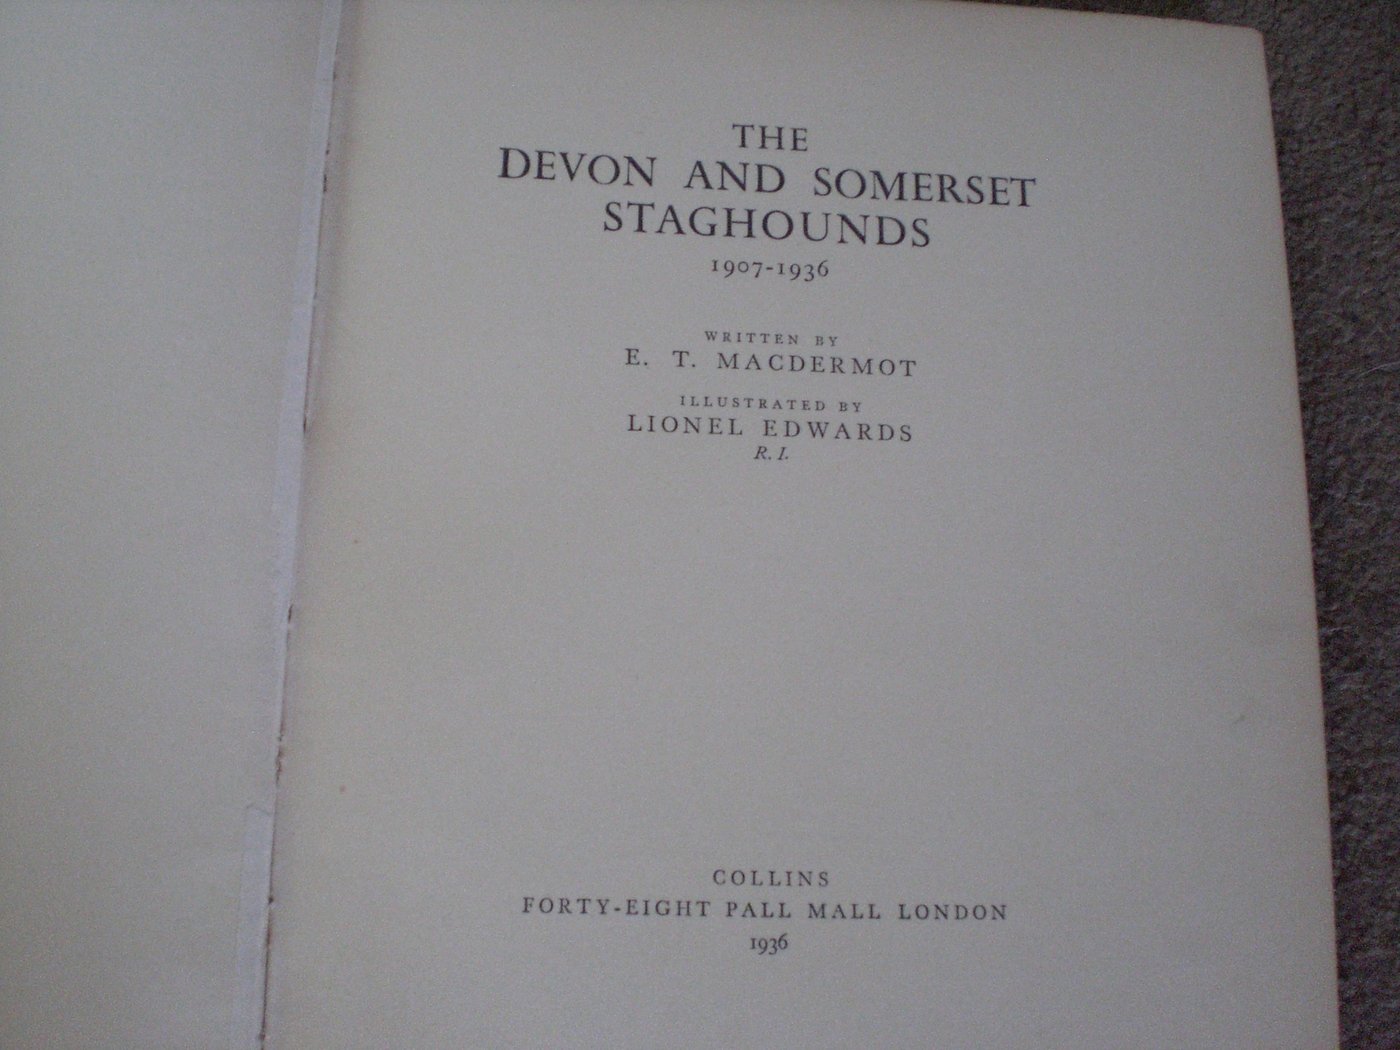 THE
DEVON AND SOMERSET
STAGHOUNDS
1907-1936
WRITTEN BY
E. T. MACDERMOT
ILLUSTRATED BY
LIONEL EDWARDS
R. I.
COLLINS
FORTY-EIGHT PALL MALL LONDON
1936